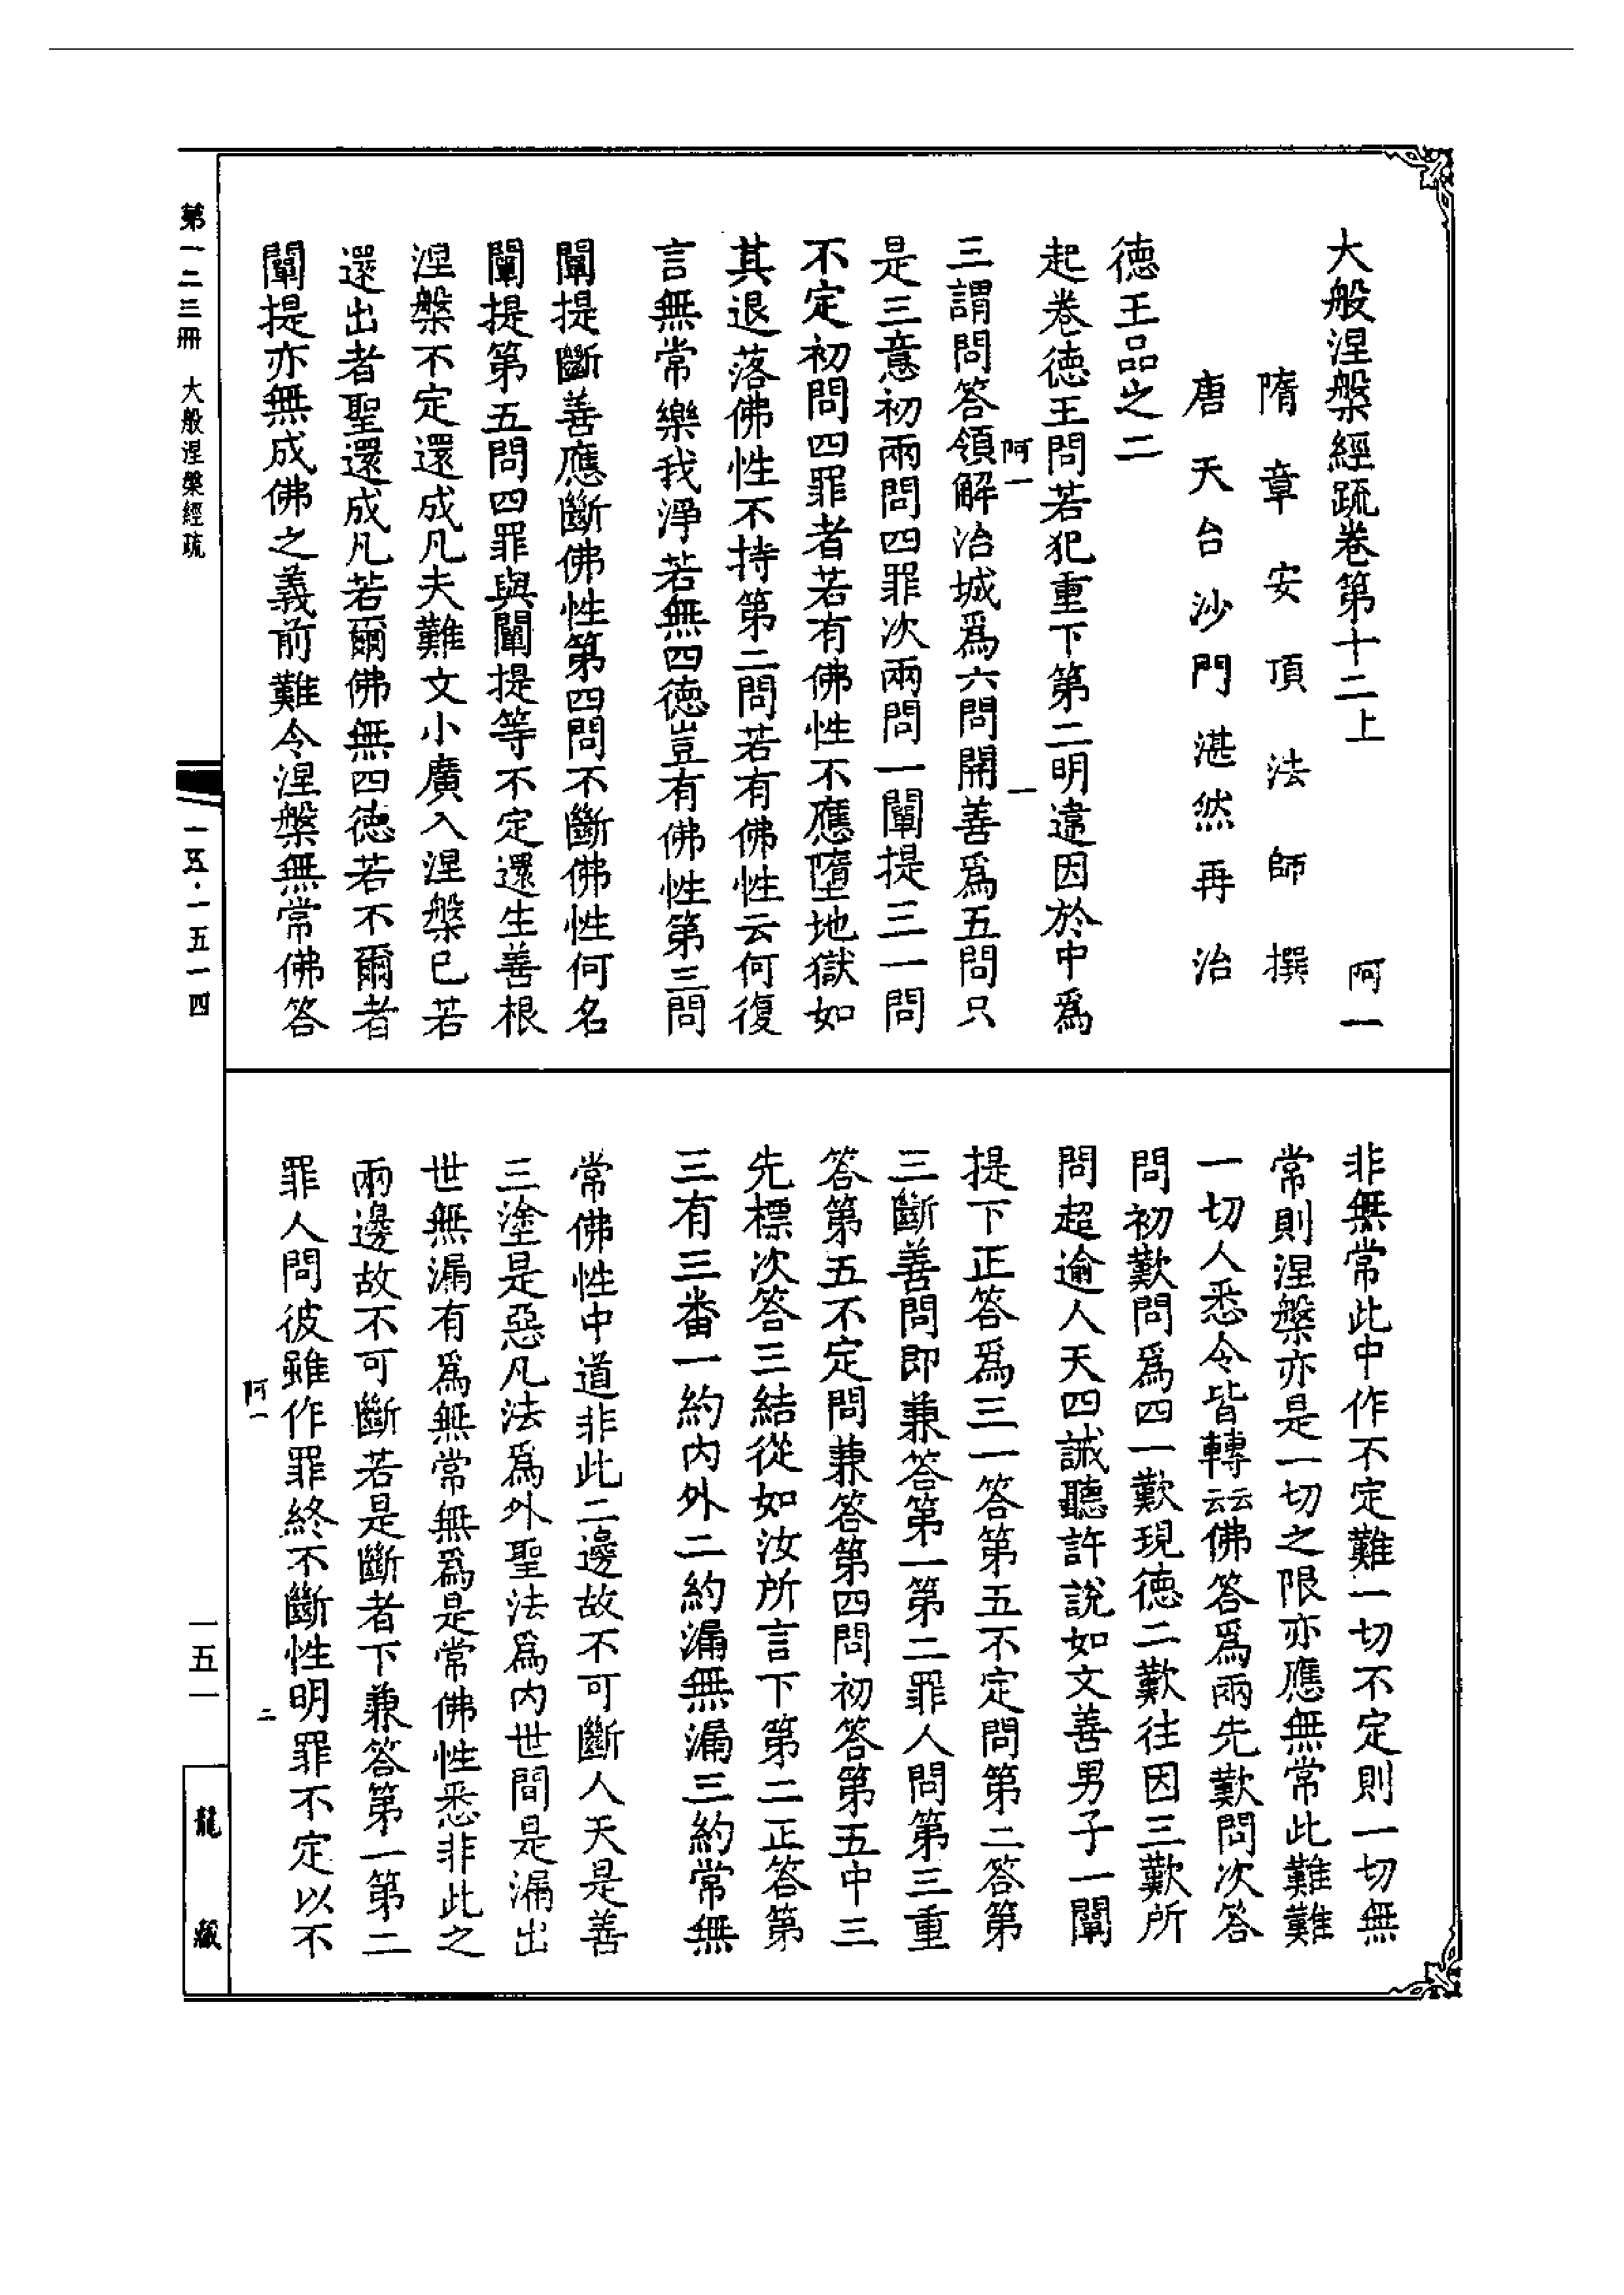 大般涅槃經疏卷第十二上　阿一
隋章安頂法師撰
唐天台沙門湛然再治
德王品之二
起卷德王問若犯重下第二明違因於中爲
阿一　一
三謂問答領解治城爲六問開善爲五問只
是三意初兩問四罪次兩問一闡提三一問
不定初問四罪者若有佛性不應墮地獄如
其退落佛性不持第二問若有佛性云何復
言無常樂我淨若無四德豈有佛性第三問
闡提斷善應斷佛性第四問不斷佛性何名
闡提第五問四罪與闡提等不定還生善根
涅槃不定還成凡夫難文小廣入涅槃已若
還出者聖還成凡若爾佛無四德若不爾者
闡提亦無成佛之義前難令涅槃無常佛答
非無常此中作不定難一切不定則一切無
常則涅槃亦是一切之限亦應無常此難難
一切人悉令皆轉云云佛答爲兩先歎問次答
問初歎問爲四一歎現德二歎往因三歎所
問超逾人天四誡聽許說如文善男子一闡
提下正答爲三一答第五不定問第二答第
三斷善問即兼答第一第二罪人問第三重
答第五不定問兼答第四問初答第五中三
先標次答三結從如汝所言下第二正答第
三有三番一約內外二約漏無漏三約常無
常佛性中道非此二邊故不可斷人天是善
三塗是惡凡法爲外聖法爲內世間是漏出
世無漏有爲無常無爲是常佛性悉非此之
兩邊故不可斷若是斷者下兼答第一第二
罪人問彼雖作罪終不斷性明罪不定以不
阿一　二
第一二三冊　大般涅槃經疏
一五·一五一四
一五一
龍藏